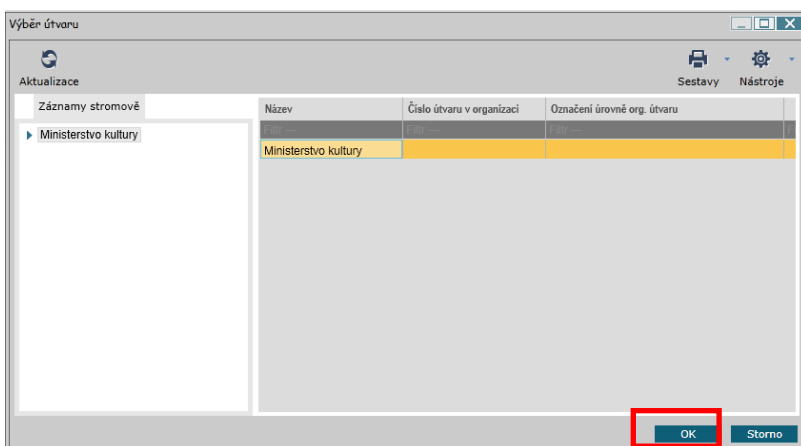 Výběr útvaru
Aktualizace
Sestavy
Nástroje
Záznamy stromově
Ministerstvo kultury
Název Číslo útvaru v organizaci Označení úrovně org. útvaru
Filtr --- Filtr --- Filtr ---
Ministerstvo kultury
OK Storno